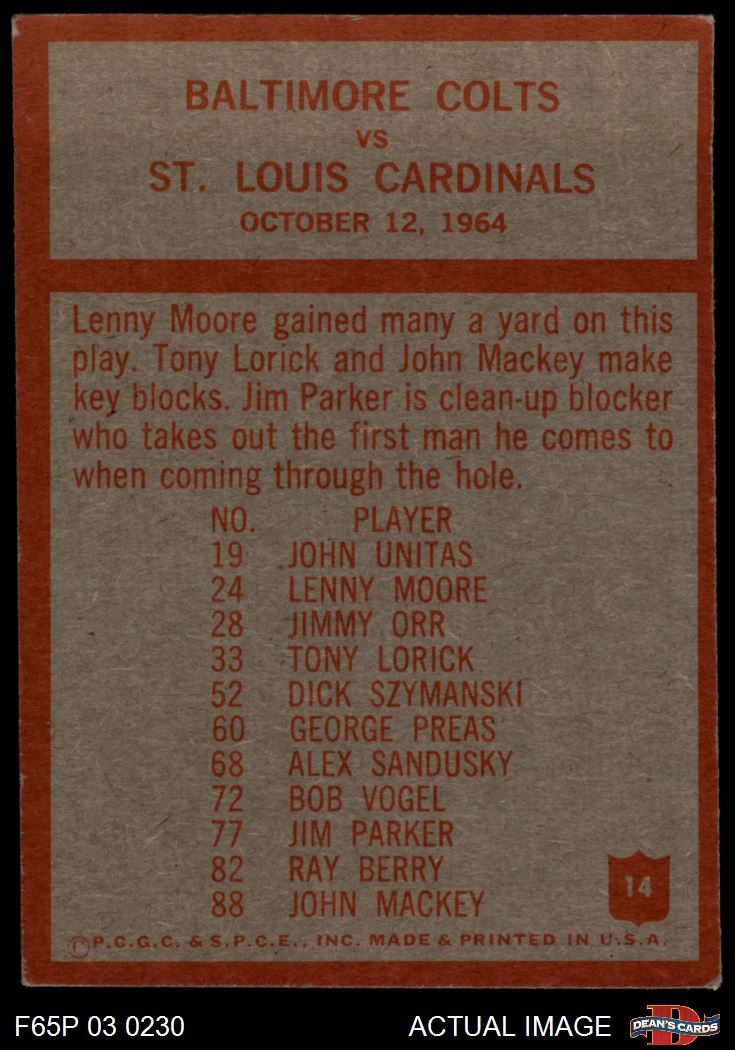 BALTIMORE COLTS
VS
ST. LOUIS CARDINALS
OCTOBER 12, 1964
Lenny Moore gained many a yard on this
play. Tony Lorick and John Mackey make
key blocks. Jim Parker is clean-up blocker
who takes out the first man he comes to
when coming through the hole.
NO. PLAYER
19 JOHN UNITAS
24 LENNY MOORE
28 JIMMY ORR
33 TONY LORICK
52 DICK SZYMANSKI
60 GEORGE PREAS
68 ALEX SANDUSKY
72 BOB VOGEL
77 JIM PARKER
82 RAY BERRY
88 JOHN MACKEY
14
©P.C.G.C. & S.P.C.E., INC. MADE & PRINTED IN U.S.A.
F65P 03 0230 ACTUAL IMAGE D DEAN'S CARDS